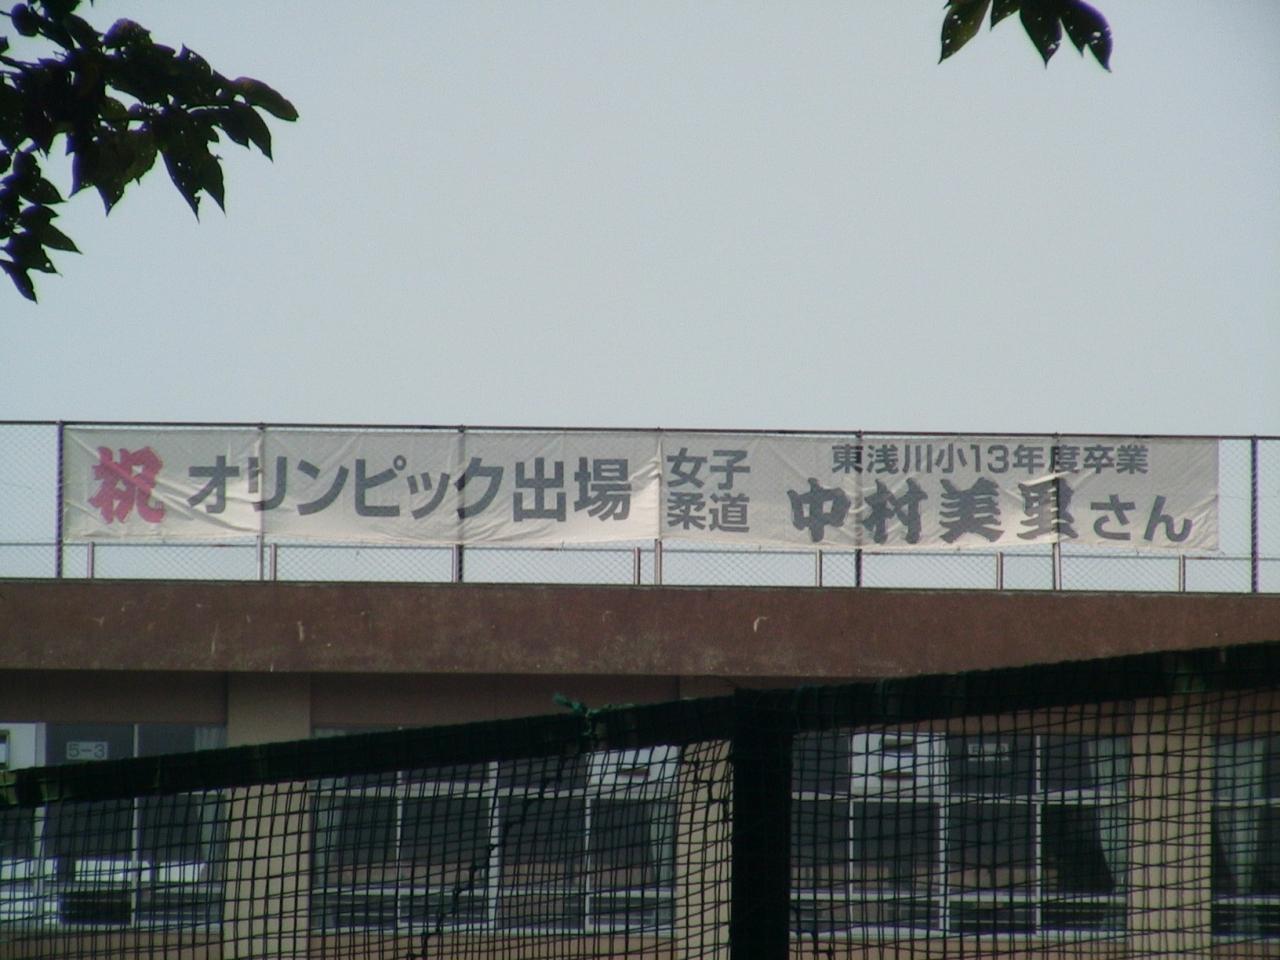 祝 オリンピック出場
女子
柔道
東浅川小13年度卒業
中村美里さん
5-3